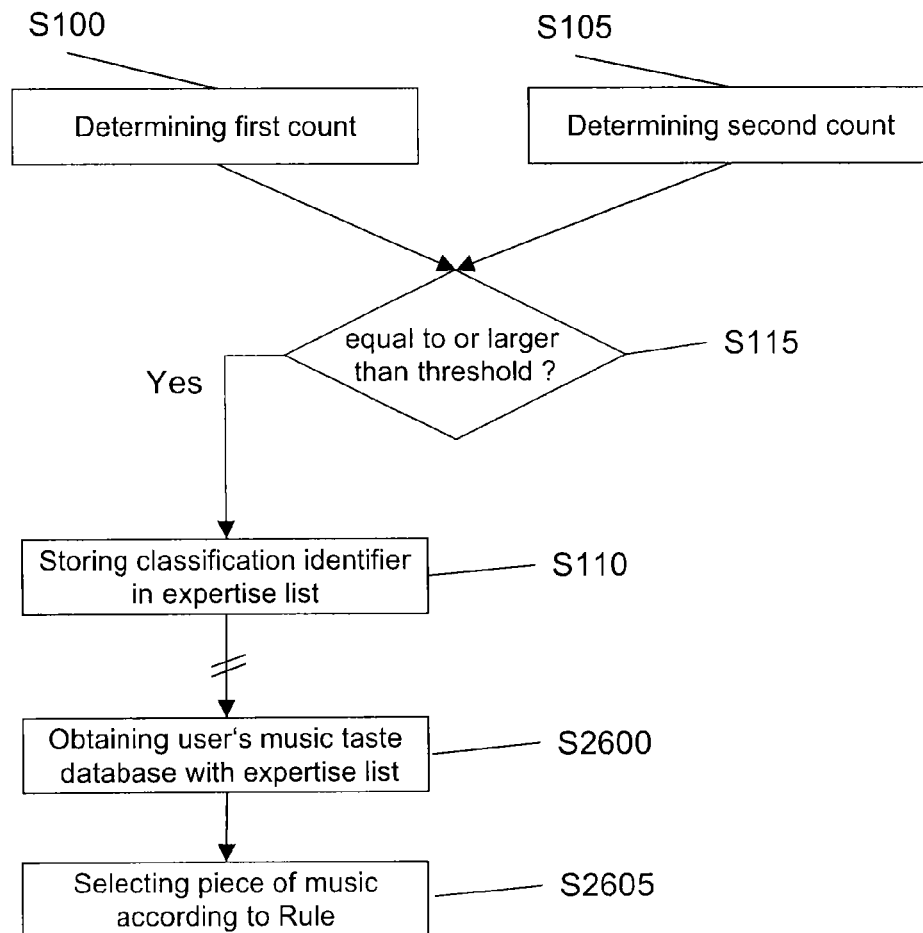 S100
S105
Determining first count
Determining second count
equal to or larger
than threshold ?
S115
Yes
Storing classification identifier
in expertise list
S110
Obtaining user's music taste
database with expertise list
S2600
Selecting piece of music
according to Rule
S2605